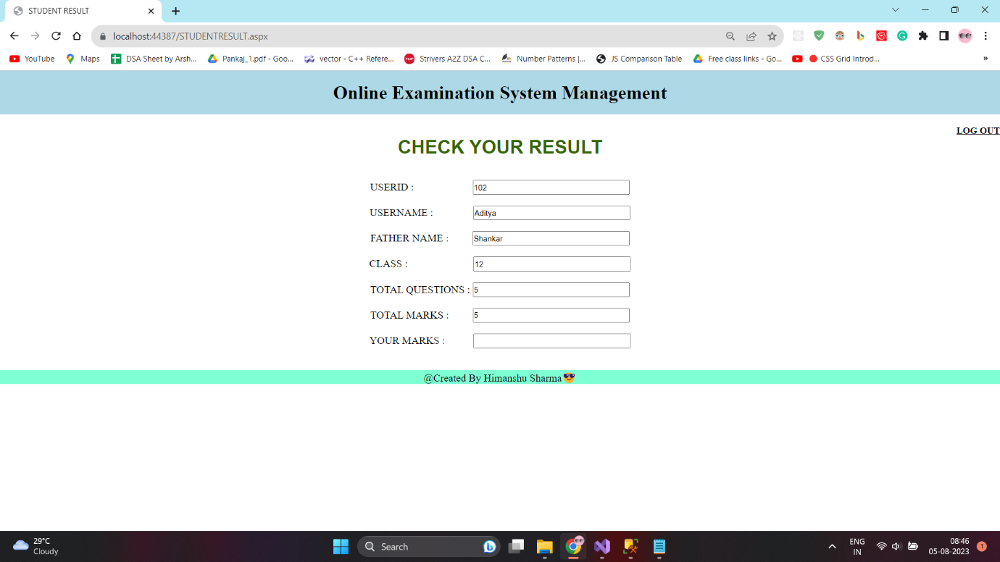 STUDENT RESULT
localhost:44387/STUDENTRESULT.aspx
YouTube Maps DSA Sheet by Arsh... Pankaj_1.pdf - Goo... vector - C++ Refere... Strivers A2Z DSA C... Number Patterns |... JS Comparison Table Free class links - Go... CSS Grid Introd... »
Online Examination System Management
LOG OUT
CHECK YOUR RESULT
USERID : 102
USERNAME : Aditya
FATHER NAME : Shankar
CLASS : 12
TOTAL QUESTIONS : 5
TOTAL MARKS : 5
YOUR MARKS :
@Created By Himanshu Sharma😎
29°C
Cloudy
Search
ENG
IN
08:46
05-08-2023
1